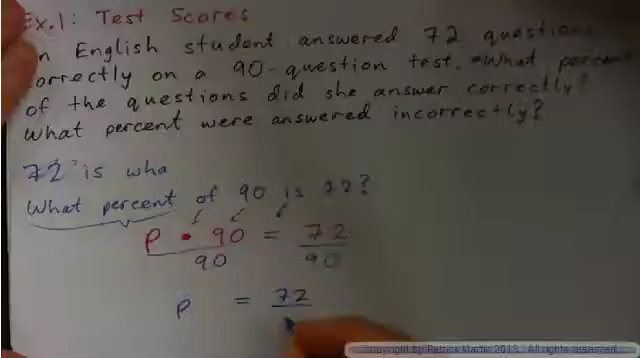 Ex.1: Test Scores
n English student answered 72 questions
orrectly on a 90-question test. What percent
of the questions did she answer correctly?
What percent were answered incorrectly?
72 is wha
What percent of 90 is 72?
P • 90 = 72
90 90
P = 72
Copyright by Patrick Martin 2013. All rights reserved.